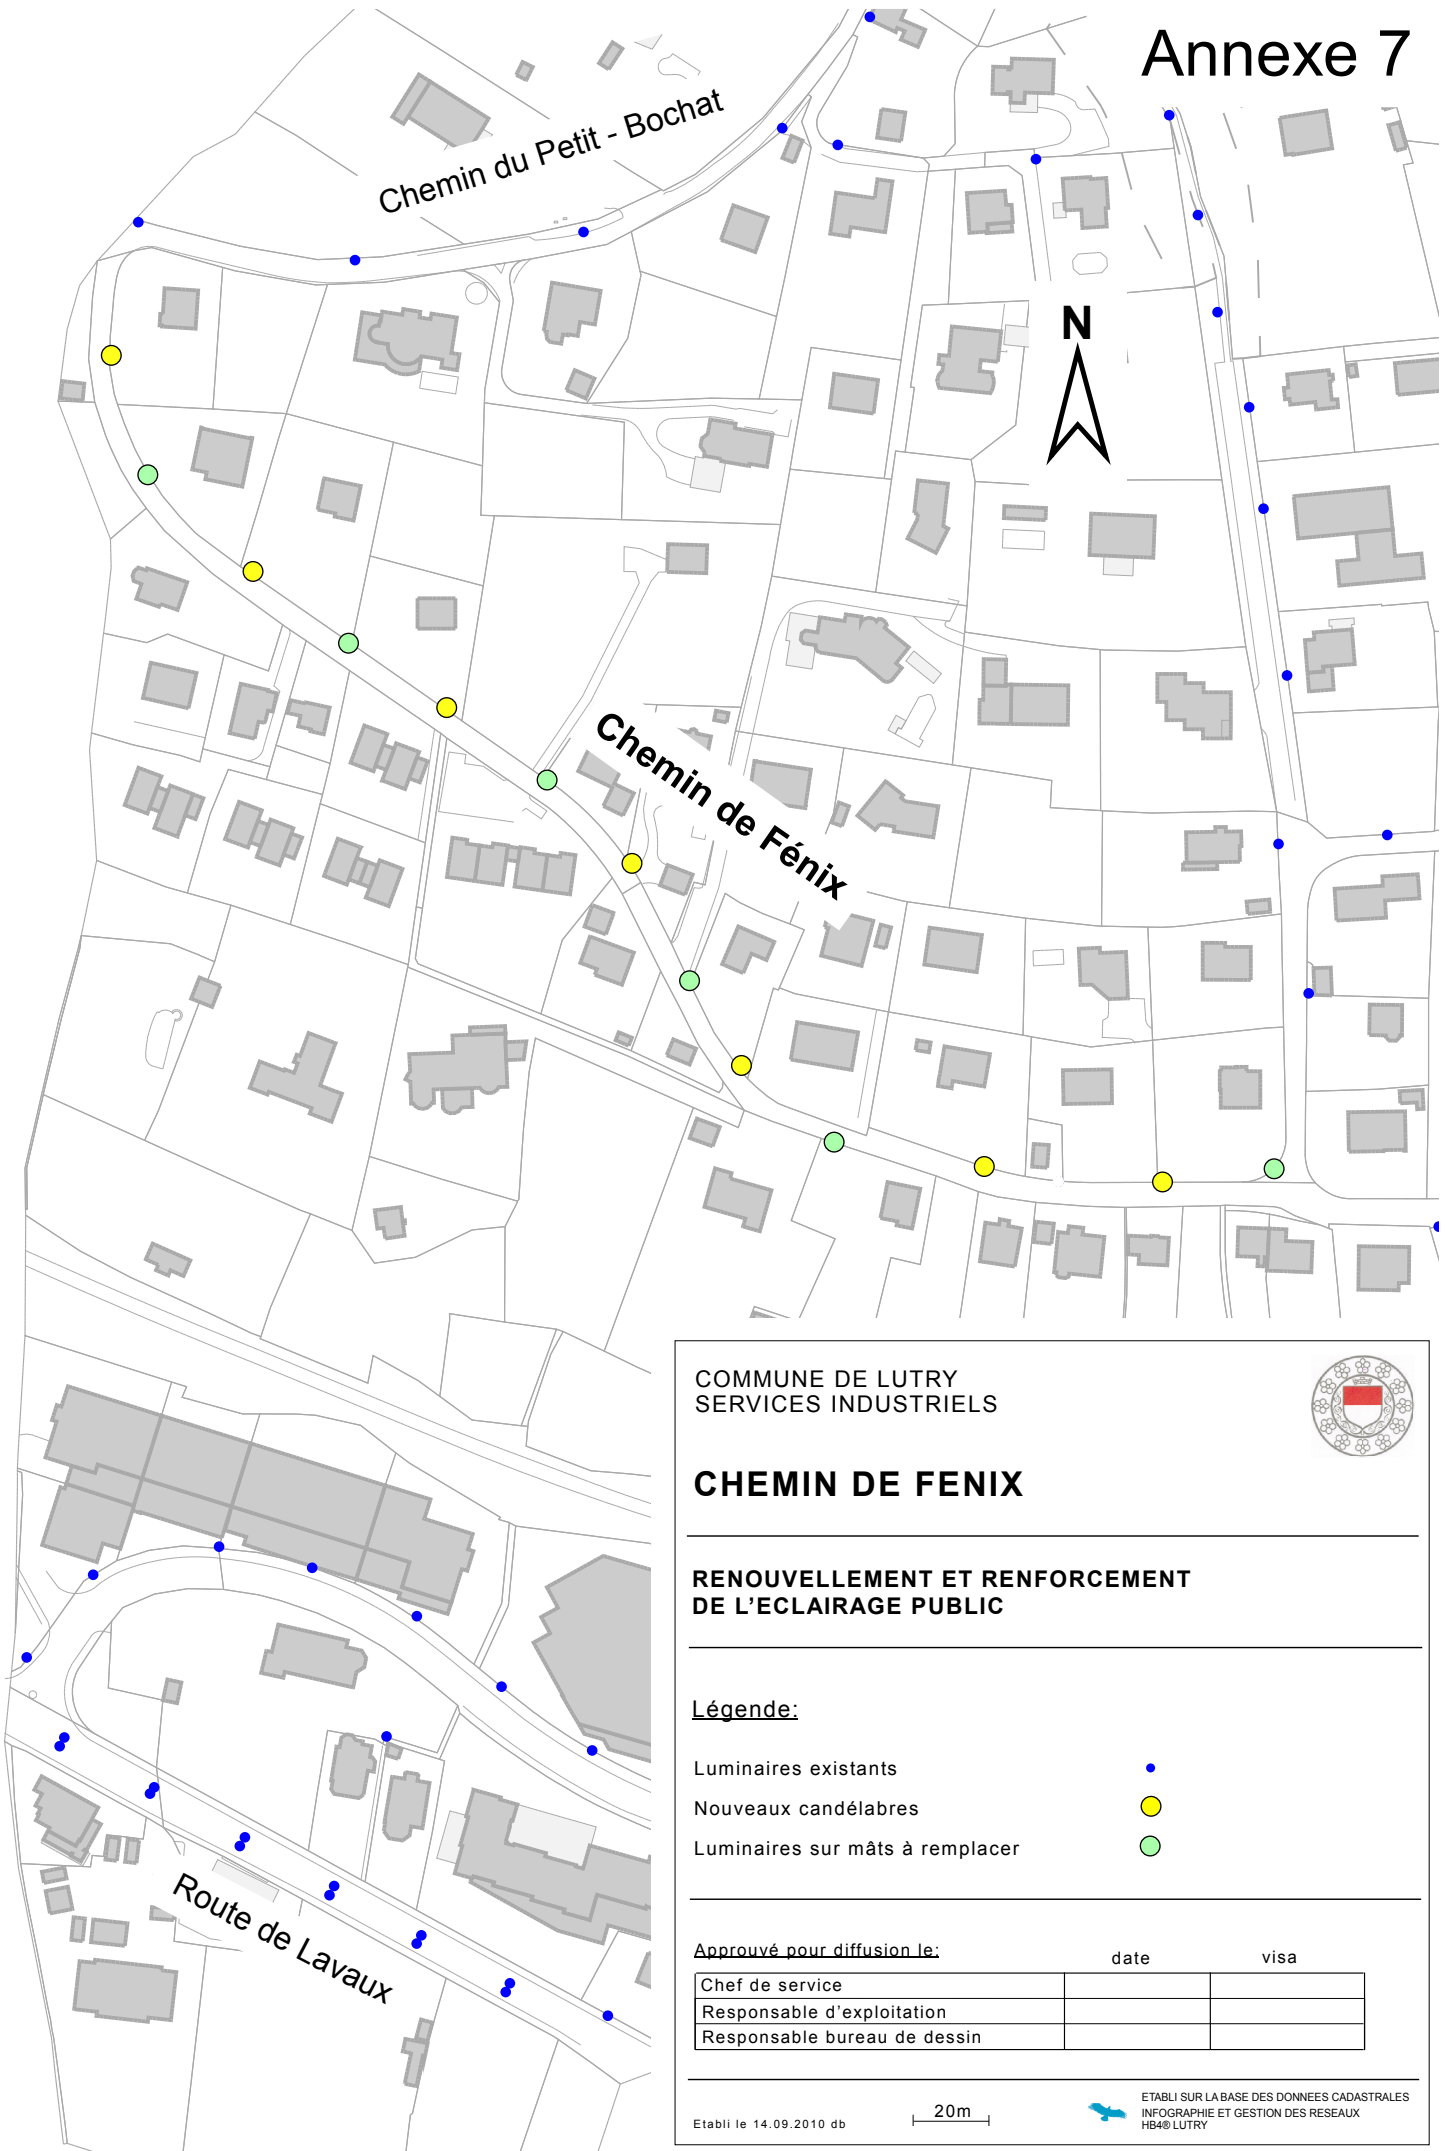 Annexe 7
Chemin du Petit - Bochat
N
Chemin de Fénix
Route de Lavaux
COMMUNE DE LUTRY
SERVICES INDUSTRIELS
CHEMIN DE FENIX
RENOUVELLEMENT ET RENFORCEMENT
DE L'ECLAIRAGE PUBLIC
Légende:
Luminaires existants
Nouveaux candélabres
Luminaires sur mâts à remplacer
Approuvé pour diffusion le: date visa
Chef de service
Responsable d'exploitation
Responsable bureau de dessin
Etabli le 14.09.2010 db
20m
ETABLI SUR LA BASE DES DONNEES CADASTRALES
INFOGRAPHIE ET GESTION DES RESEAUX
HB4® LUTRY